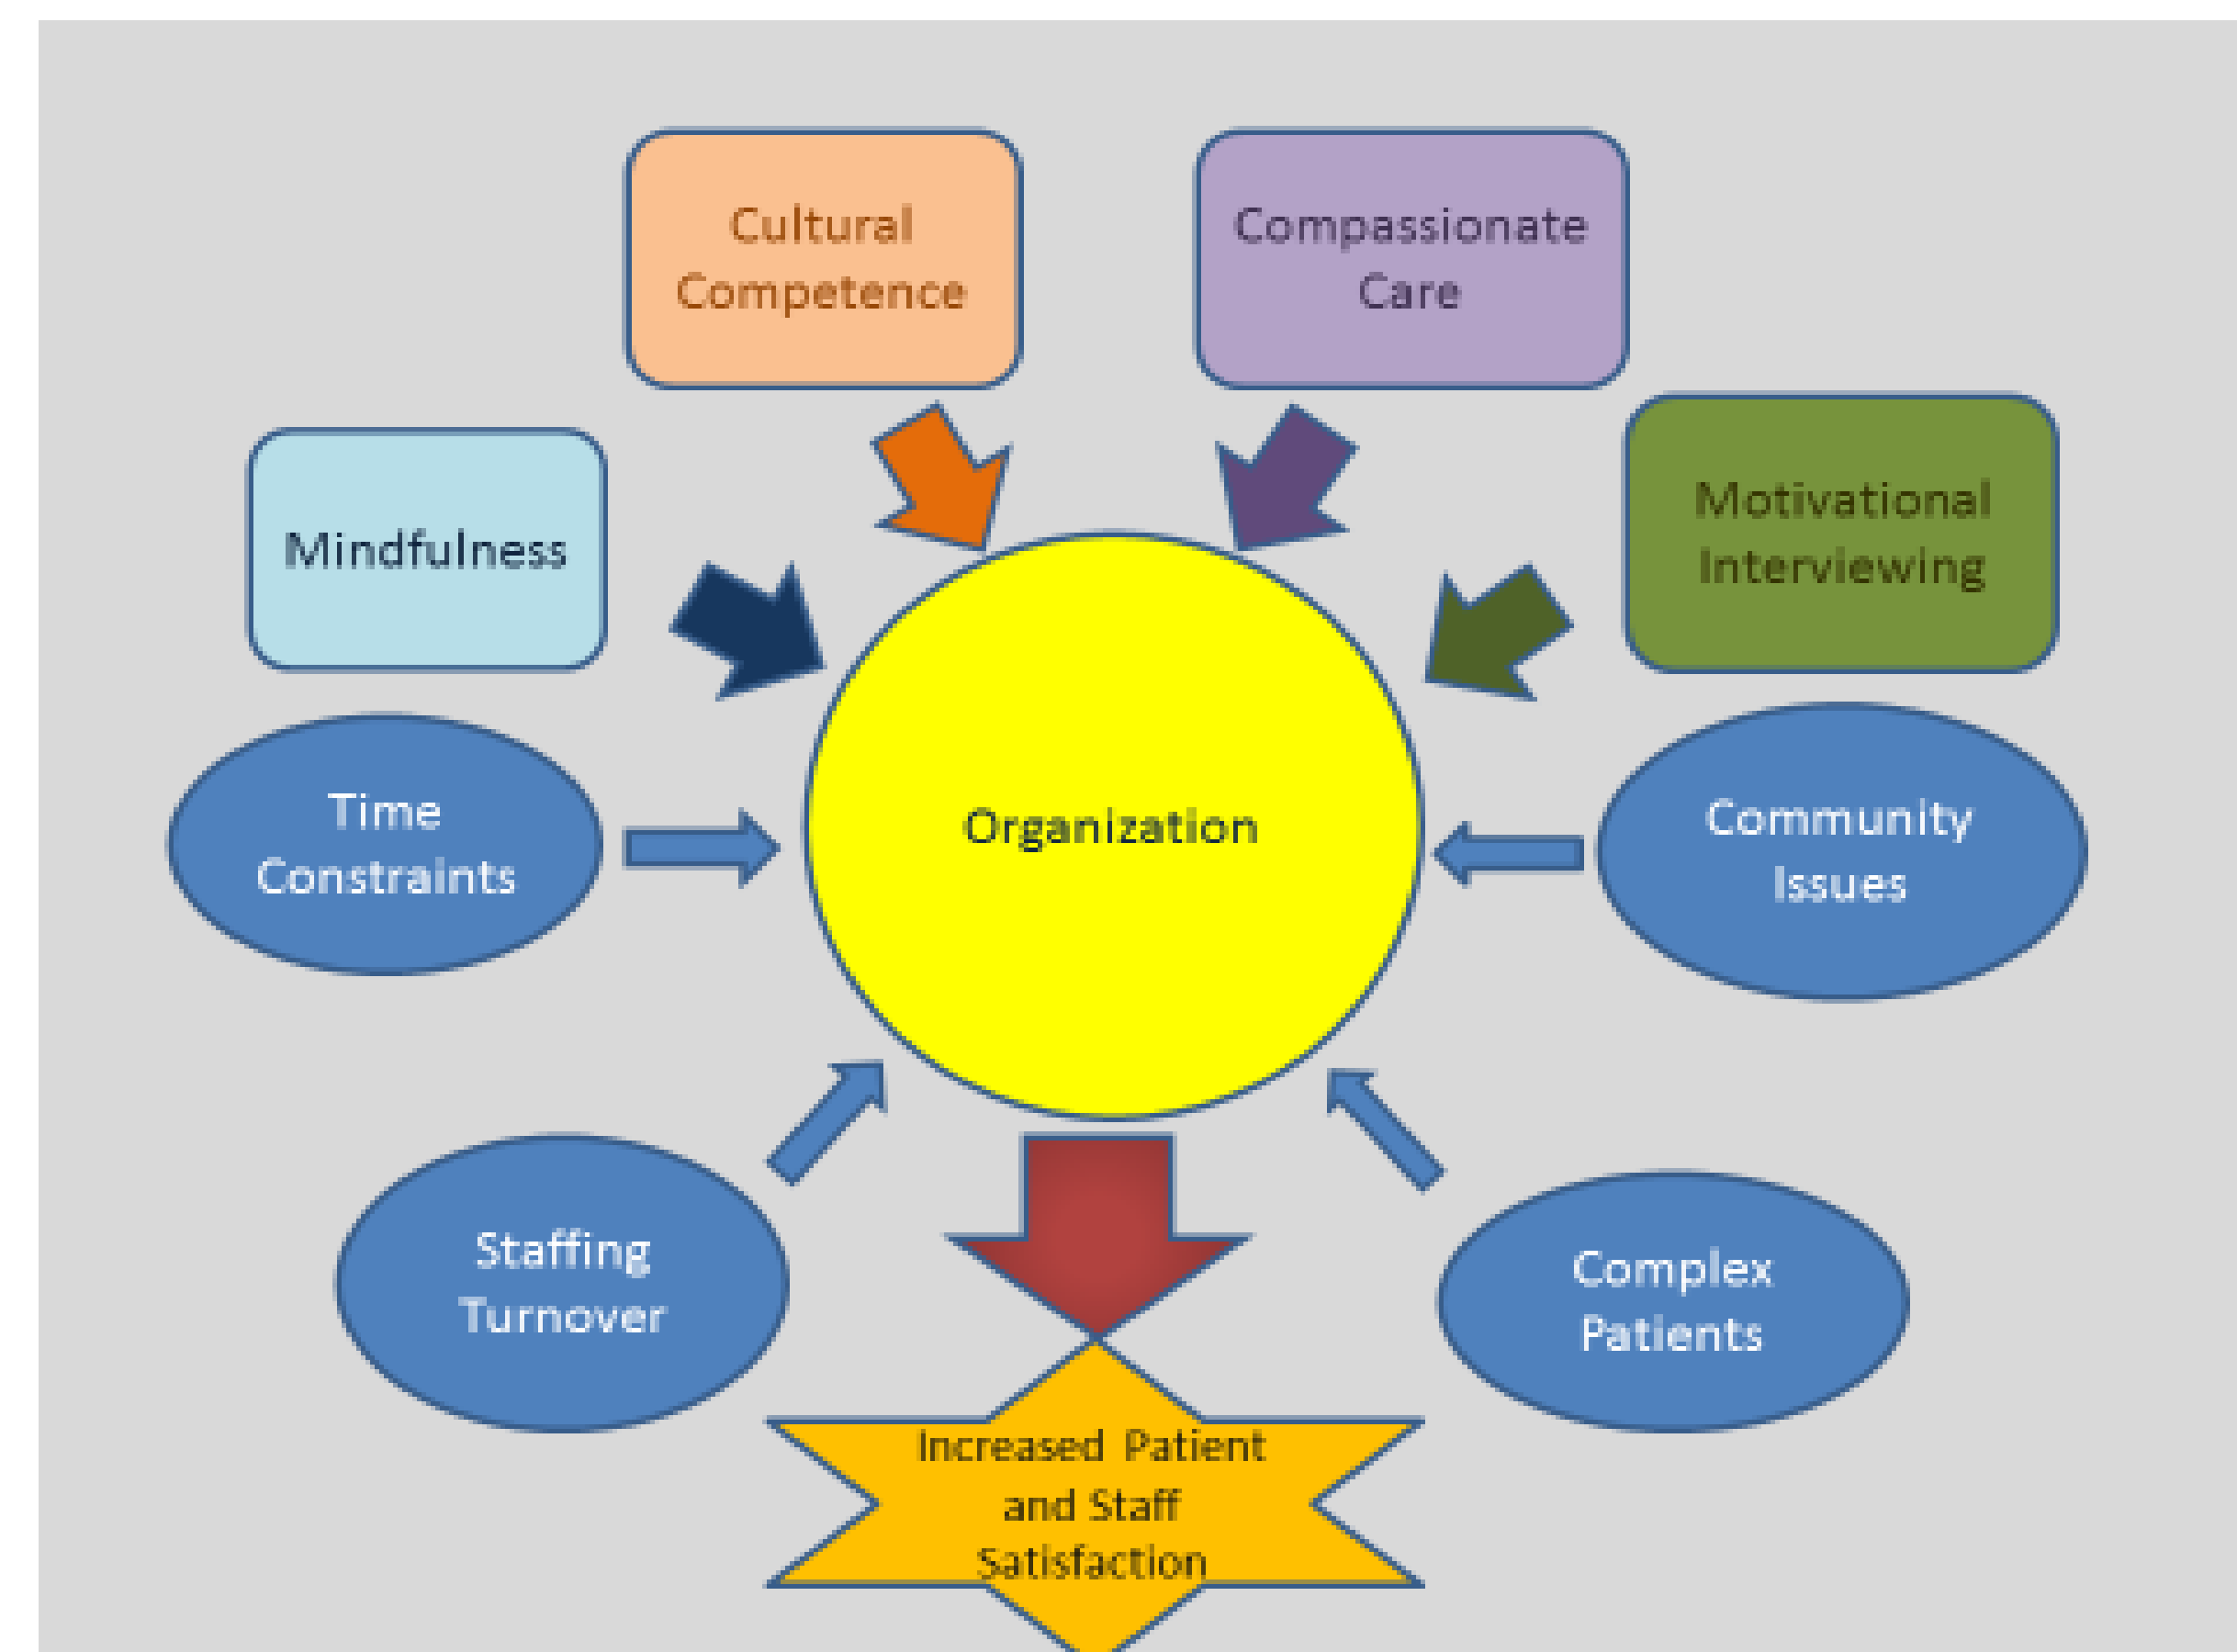 Cultural
Competence
Compassionate
Care
Mindfulness
Motivational
Interviewing
Time
Constraints
Organization
Community
Issues
Staffing
Turnover
Complex
Patients
Increased Patient
and Staff
Satisfaction